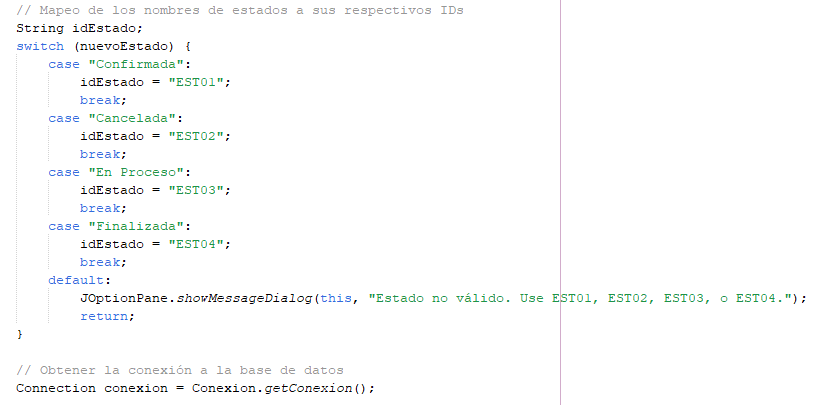 // Mapeo de los nombres de estados a sus respectivos IDs
String idEstado;
switch (nuevoEstado) {
    case "Confirmada":
        idEstado = "EST01";
        break;
    case "Cancelada":
        idEstado = "EST02";
        break;
    case "En Proceso":
        idEstado = "EST03";
        break;
    case "Finalizada":
        idEstado = "EST04";
        break;
    default:
        JOptionPane.showMessageDialog(this, "Estado no válido. Use EST01, EST02, EST03, o EST04.");
        return;
}
// Obtener la conexión a la base de datos
Connection conexion = Conexion.getConexion();